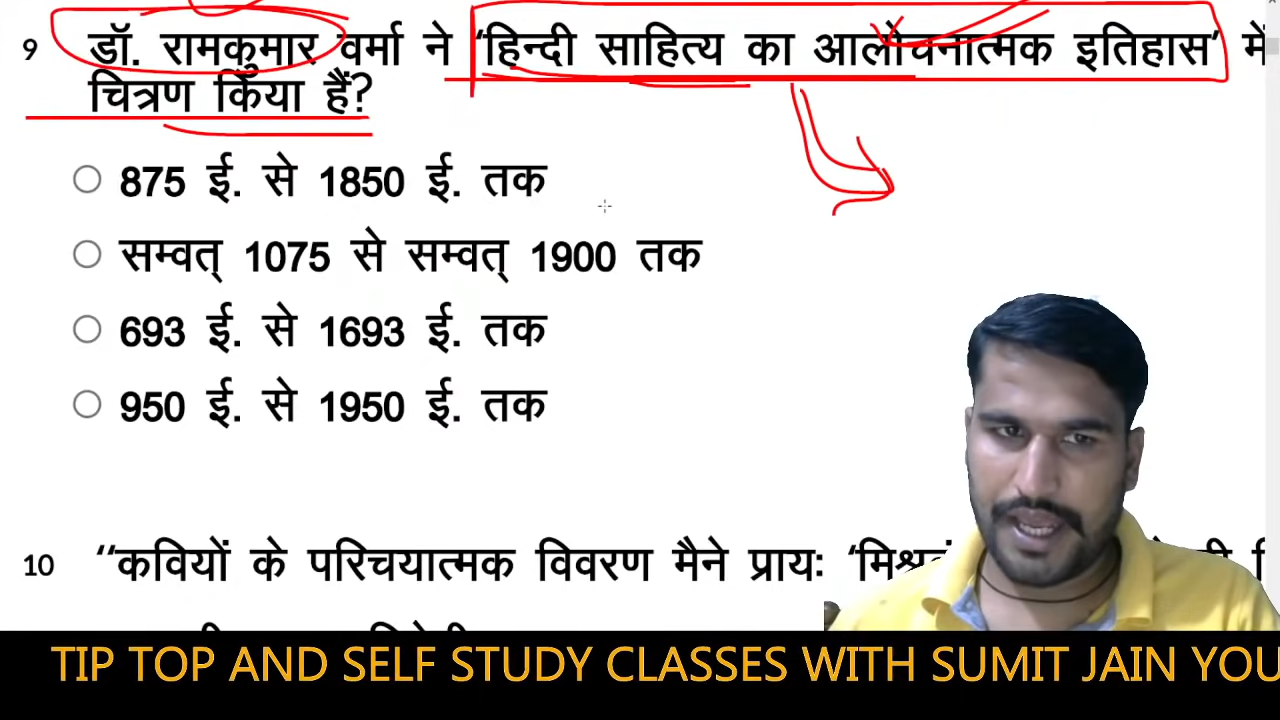 9 डॉ. रामकुमार वर्मा ने 'हिन्दी साहित्य का आलोचनात्मक इतिहास' में
चित्रण किया हैं?
875 ई. से 1850 ई. तक
सम्वत् 1075 से सम्वत् 1900 तक
693 ई. से 1693 ई. तक
950 ई. से 1950 ई. तक
10 “कवियों के परिचयात्मक विवरण मैने प्रायः
TIP TOP AND SELF STUDY CLASSES WITH SUMIT JAIN YOU